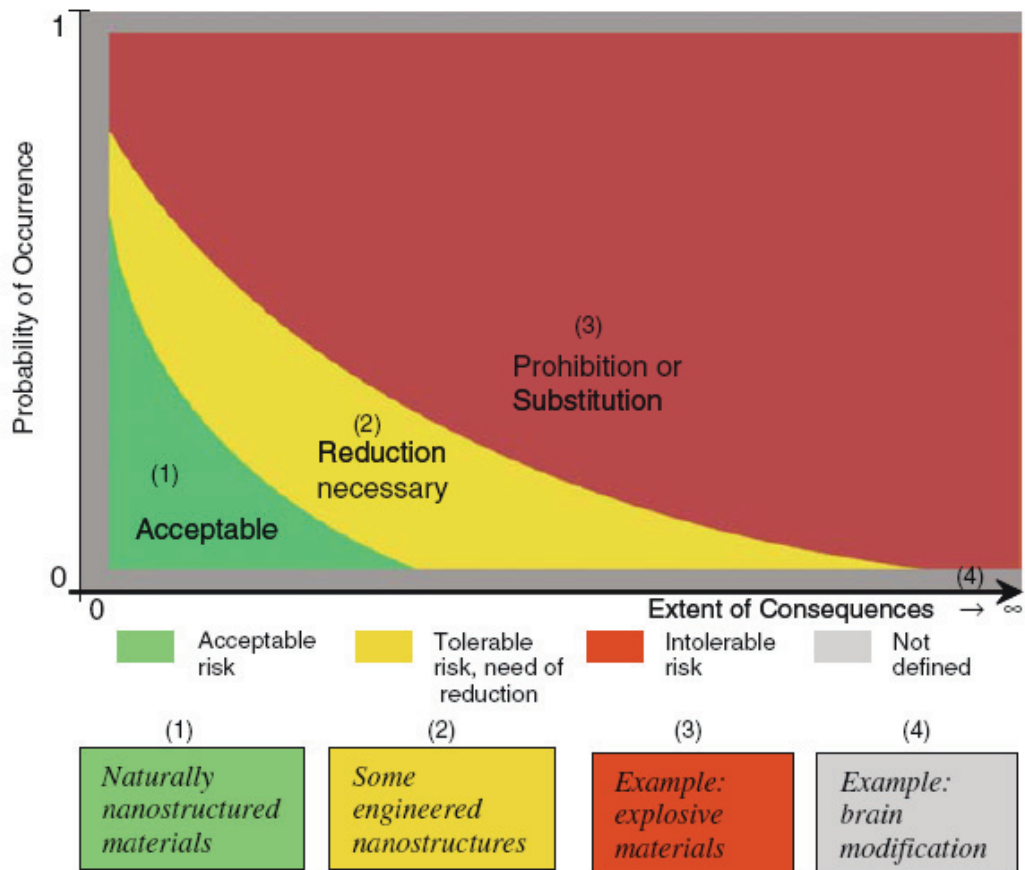 1
Probability of Occurrence
(3)
Prohibition or
Substitution
(2)
Reduction
necessary
(1)
Acceptable
0
(4)
0
Extent of Consequences → ∞
Acceptable
risk
Tolerable
risk, need of
reduction
Intolerable
risk
Not
defined
(1)
Naturally
nanostructured
materials
(2)
Some
engineered
nanostructures
(3)
Example:
explosive
materials
(4)
Example:
brain
modification